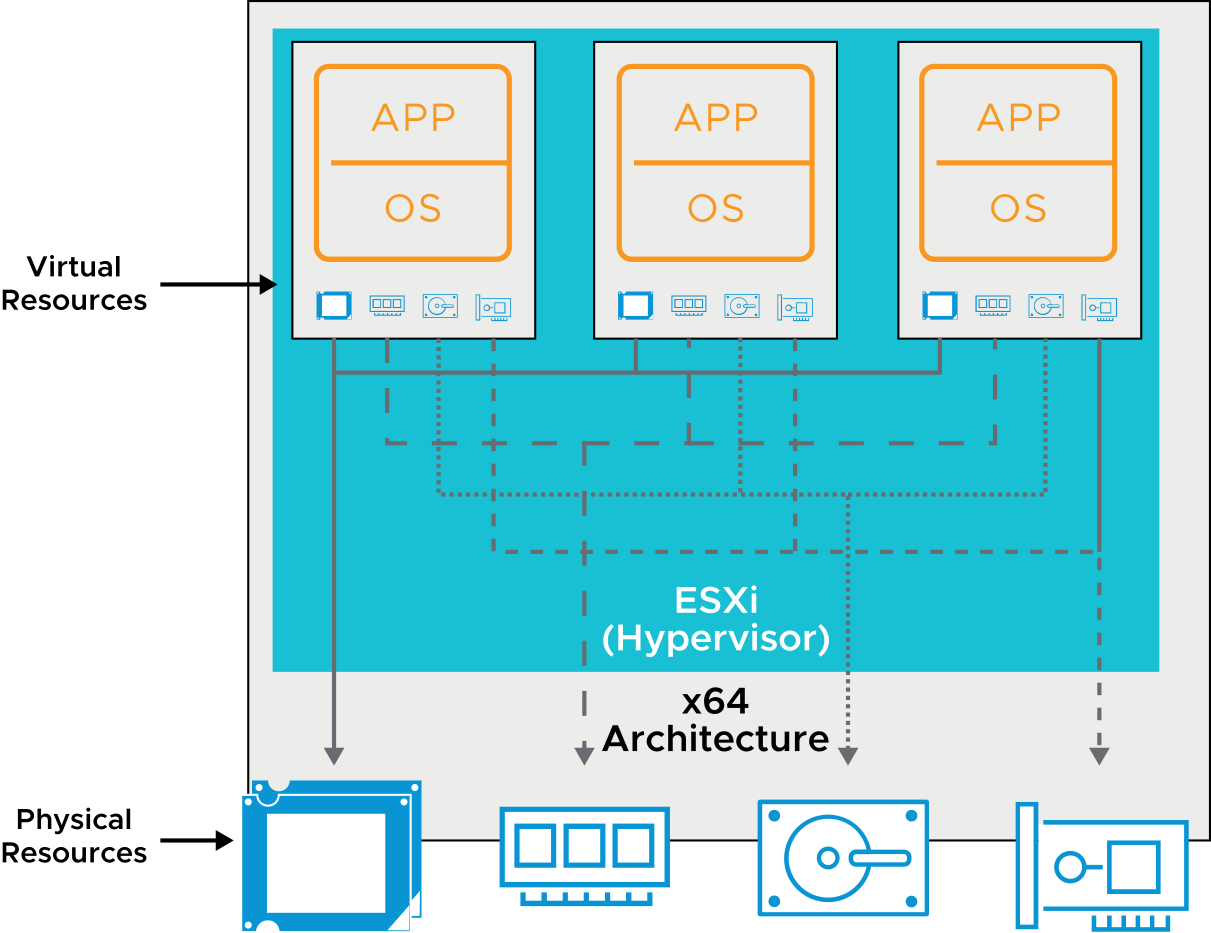 APP
OS
APP
OS
APP
OS
Virtual
Resources
ESXi
(Hypervisor)
x64
Architecture
Physical
Resources